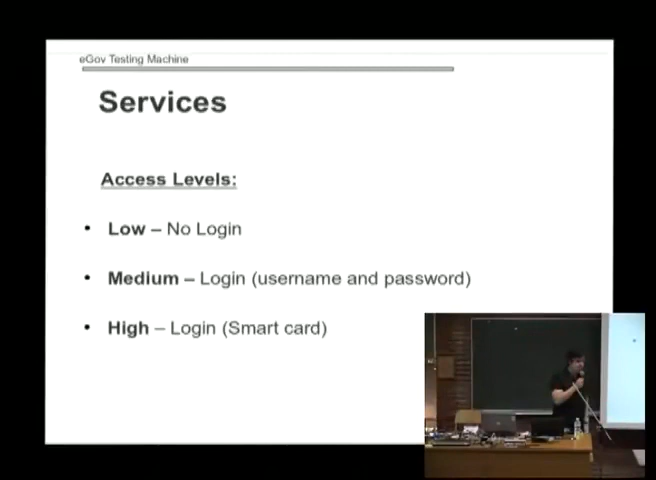 eGov Testing Machine
Services
Access Levels:
• Low – No Login
• Medium – Login (username and password)
• High – Login (Smart card)